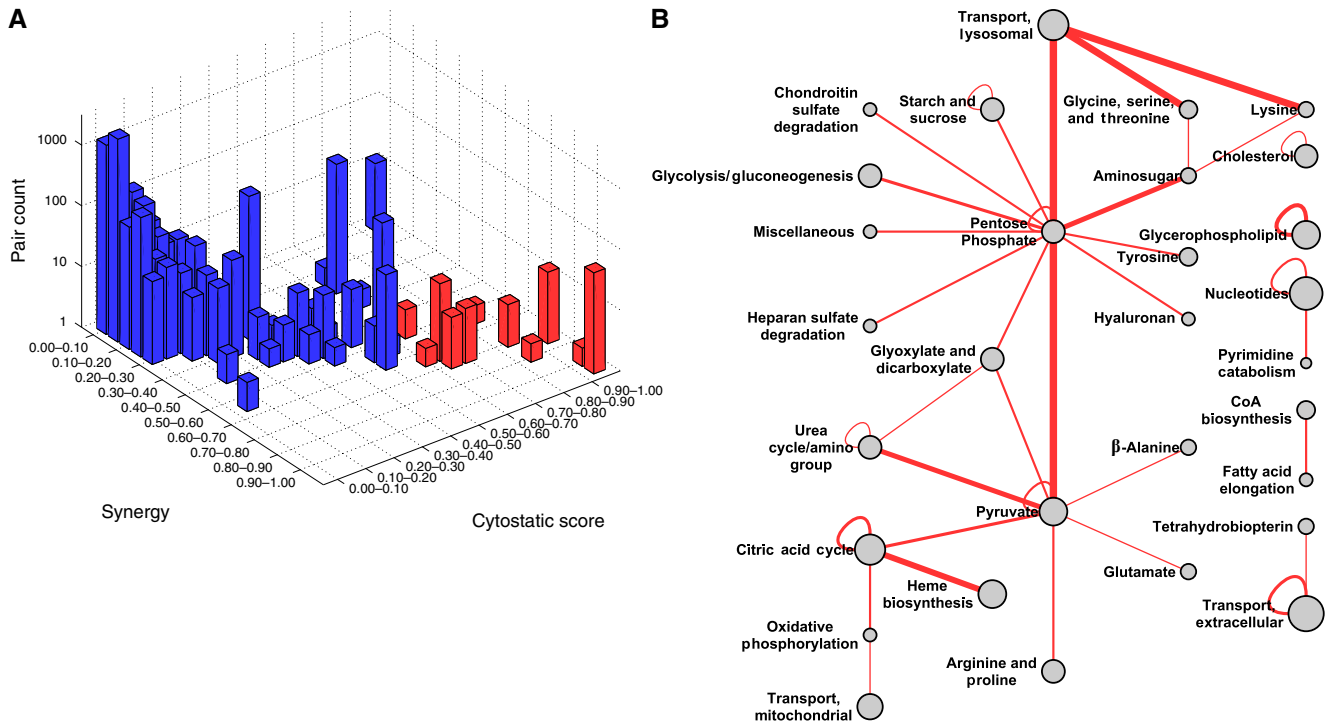 A
Pair count
1000
100
10
1
0.00–0.10
0.10–0.20
0.20–0.30
0.30–0.40
0.40–0.50
0.50–0.60
0.60–0.70
0.70–0.80
0.80–0.90
0.90–1.00
Synergy
0.00–0.10
0.10–0.20
0.20–0.30
0.30–0.40
0.40–0.50
0.50–0.60
0.60–0.70
0.70–0.80
0.80–0.90
0.90–1.00
Cytostatic score
B
Transport,
lysosomal
Chondroitin
sulfate
degradation
Starch and
sucrose
Glycine, serine,
and threonine
Lysine
Cholesterol
Glycolysis/gluconeogenesis
Aminosugar
Miscellaneous
Pentose
Phosphate
Glycerophospholipid
Tyrosine
Nucleotides
Heparan sulfate
degradation
Hyaluronan
Glyoxylate and
dicarboxylate
Pyrimidine
catabolism
CoA
biosynthesis
Urea
cycle/amino
group
β-Alanine
Fatty acid
elongation
Pyruvate
Tetrahydrobiopterin
Citric acid cycle
Glutamate
Heme
biosynthesis
Transport,
extracellular
Oxidative
phosphorylation
Arginine and
proline
Transport,
mitochondrial